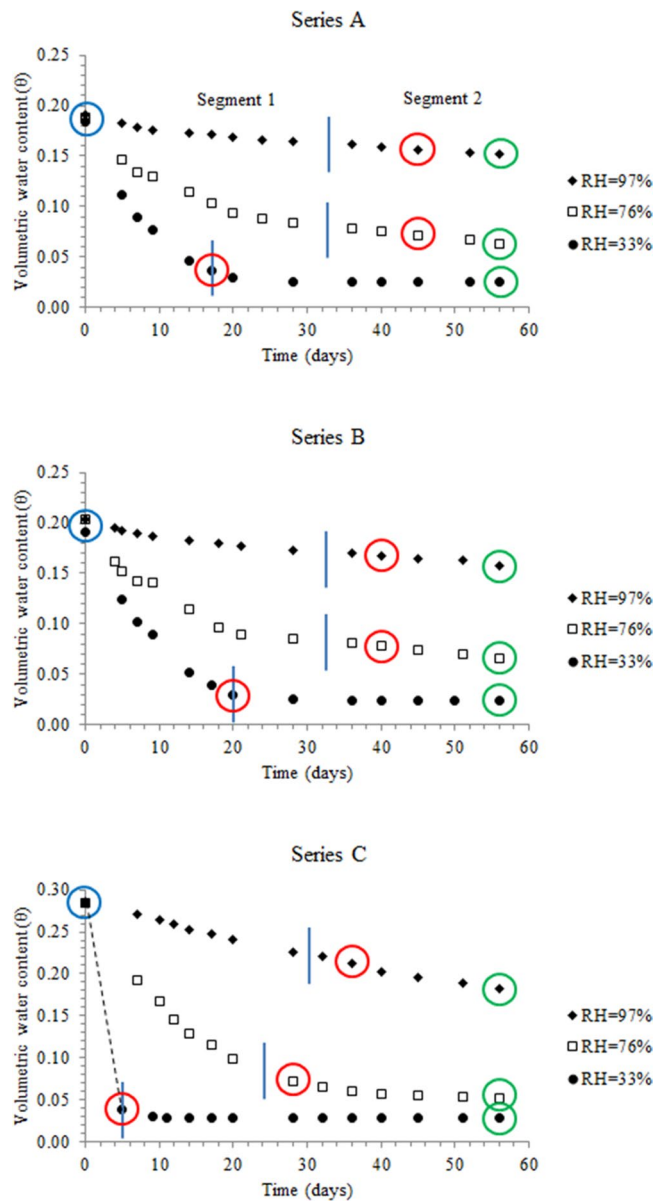 Series A
Volumetric water content (θ)
0.25
0.20
0.15
0.10
0.05
0.00
Segment 1
Segment 2
0
10
20
30
40
50
60
Time (days)
RH=97%
RH=76%
RH=33%
Series B
Volumetric water content (θ)
0.25
0.20
0.15
0.10
0.05
0.00
0
10
20
30
40
50
60
Time (days)
RH=97%
RH=76%
RH=33%
Series C
Volumetric water content (θ)
0.30
0.25
0.20
0.15
0.10
0.05
0.00
0
10
20
30
40
50
60
Time (days)
RH=97%
RH=76%
RH=33%